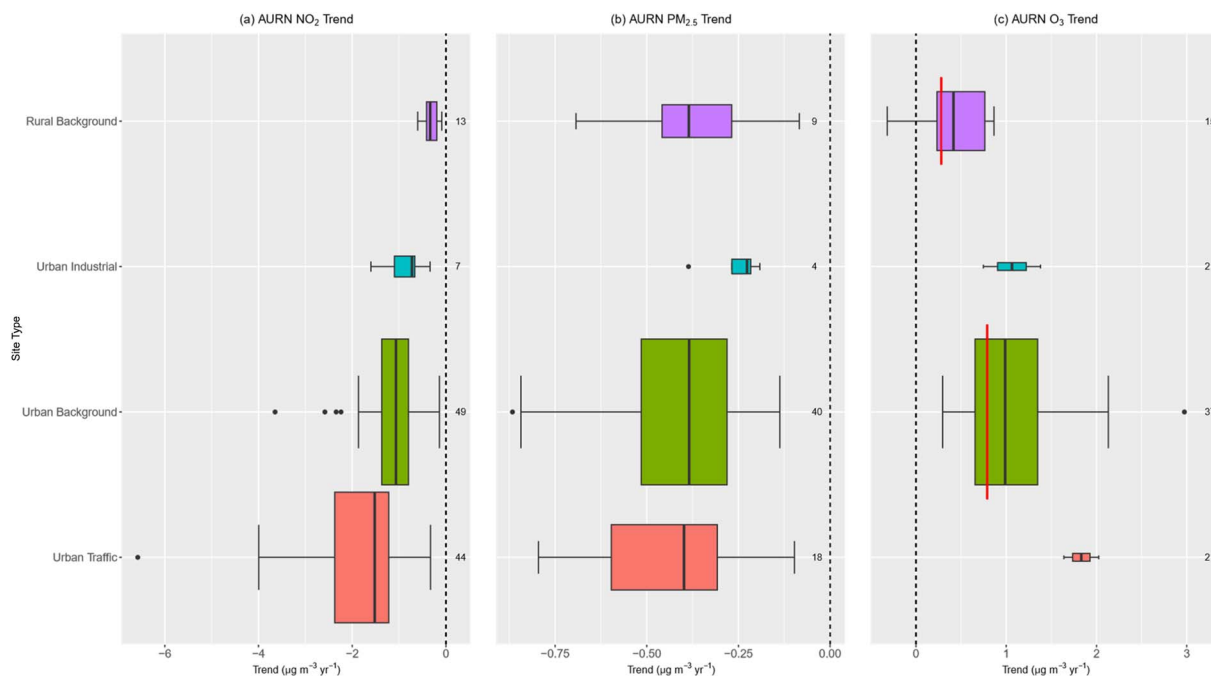 (a) AURN NO₂ Trend
(b) AURN PM₂.₅ Trend
(c) AURN O₃ Trend
Site Type
Rural Background
Urban Industrial
Urban Background
Urban Traffic
13
7
49
44
9
4
40
18
2
2
−6
−4
−2
0
−0.75
−0.50
−0.25
0.00
0
1
2
3
Trend (µg m⁻³ yr⁻¹)
Trend (µg m⁻³ yr⁻¹)
Trend (µg m⁻³ yr⁻¹)